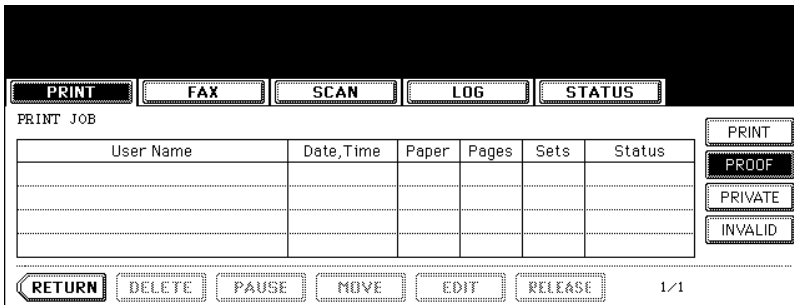 PRINT FAX SCAN LOG STATUS
PRINT JOB
PRINT
User Name Date,Time Paper Pages Sets Status
PROOF
PRIVATE
INVALID
RETURN DELETE PAUSE MOVE EDIT RELEASE 1/1